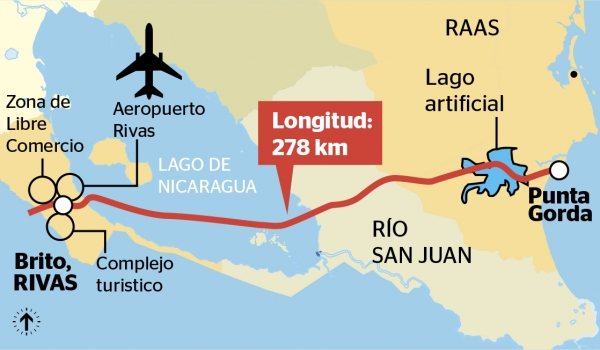 RAAS
Lago
artificial
Zona de
Libre
Comercio
Aeropuerto
Rivas
Longitud:
278 km
LAGO DE
NICARAGUA
Punta
Gorda
RÍO
SAN JUAN
Brito,
RIVAS
Complejo
turistico